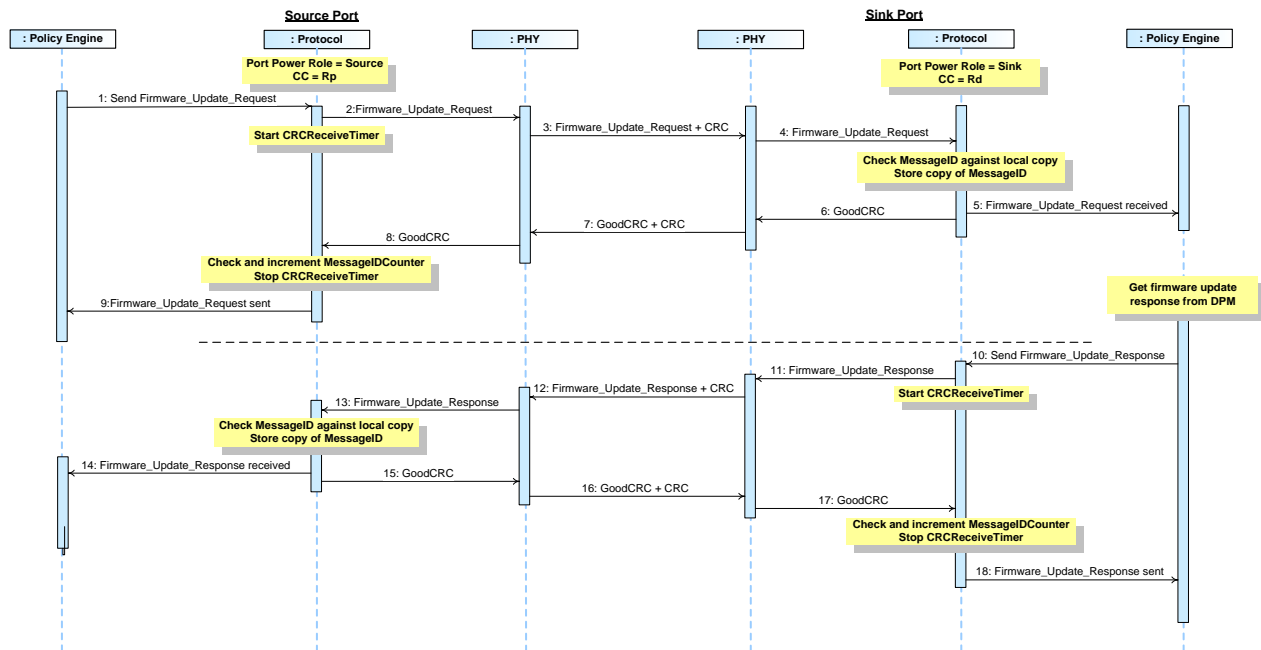 Source Port
Sink Port
: Policy Engine
: Protocol
: PHY
: PHY
: Protocol
: Policy Engine
Port Power Role = Source
CC = Rp
Port Power Role = Sink
CC = Rd
1: Send Firmware_Update_Request
2:Firmware_Update_Request
Start CRCReceiveTimer
3: Firmware_Update_Request + CRC
4: Firmware_Update_Request
Check MessageID against local copy
Store copy of MessageID
5: Firmware_Update_Request received
6: GoodCRC
7: GoodCRC + CRC
8: GoodCRC
Check and increment MessageIDCounter
Stop CRCReceiveTimer
9:Firmware_Update_Request sent
Get firmware update
response from DPM
10: Send Firmware_Update_Response
11: Firmware_Update_Response
Start CRCReceiveTimer
12: Firmware_Update_Response + CRC
13: Firmware_Update_Response
Check MessageID against local copy
Store copy of MessageID
14: Firmware_Update_Response received
15: GoodCRC
16: GoodCRC + CRC
17: GoodCRC
Check and increment MessageIDCounter
Stop CRCReceiveTimer
18: Firmware_Update_Response sent